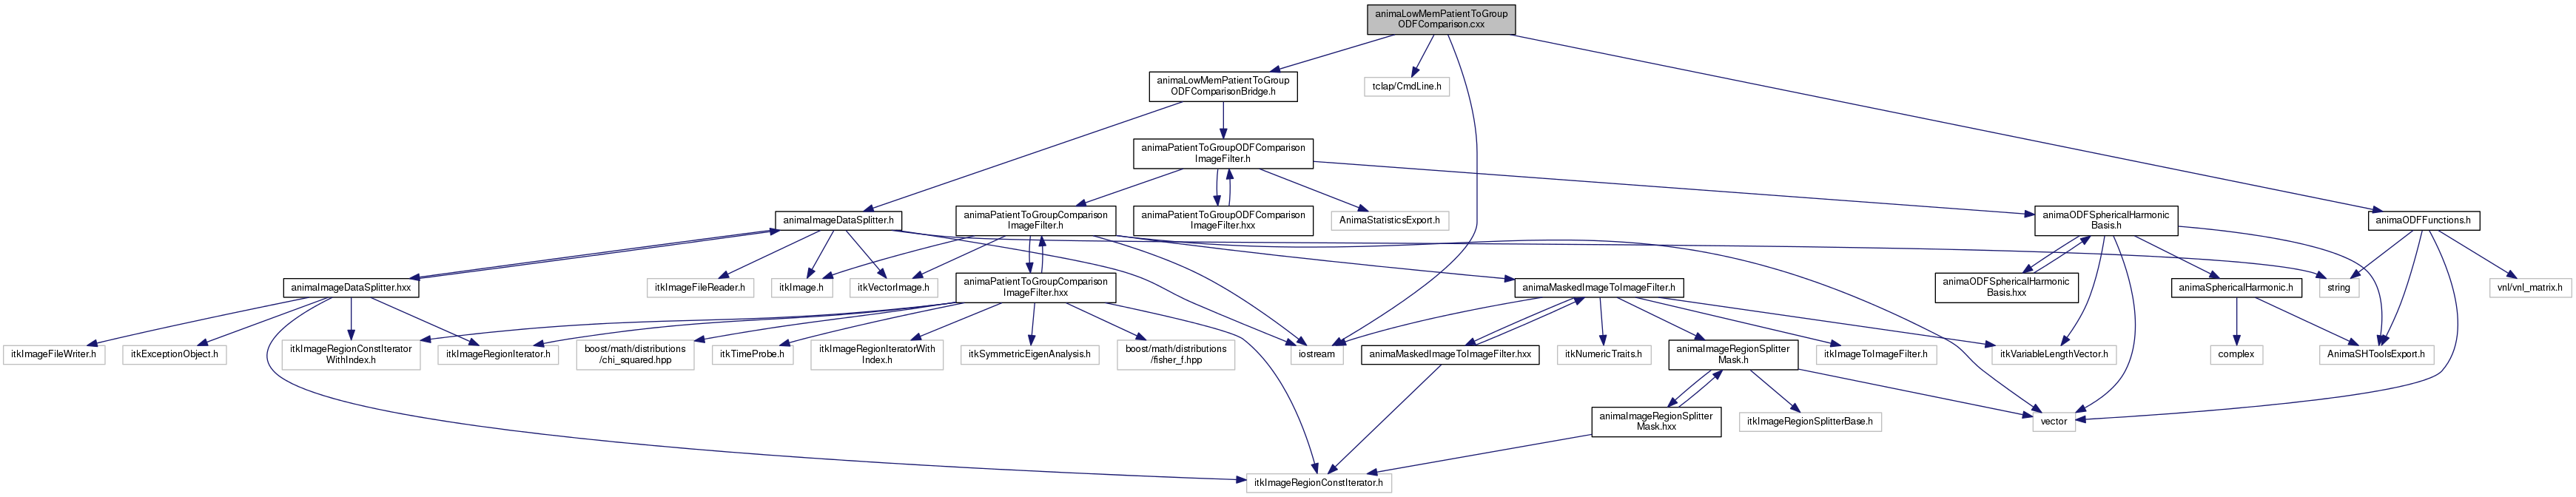 animaLowMemPatientToGroup
ODFComparison.cxx
animaLowMemPatientToGroup
ODFComparisonBridge.h
tclap/CmdLine.h
animaPatientToGroupODFComparison
ImageFilter.h
animaImageDataSplitter.h
animaPatientToGroupComparison
ImageFilter.h
animaPatientToGroupODFComparison
ImageFilter.hxx
AnimaStatisticsExport.h
animaODFSphericalHarmonic
Basis.h
animaODFFunctions.h
animaImageDataSplitter.hxx
itkImageFileReader.h
itkImage.h
itkVectorImage.h
animaPatientToGroupComparison
ImageFilter.hxx
animaMaskedImageToImageFilter.h
animaODFSphericalHarmonic
Basis.hxx
animaSphericalHarmonic.h
string
vnl/vnl_matrix.h
itkImageFileWriter.h
itkExceptionObject.h
itkImageRegionConstIterator
WithIndex.h
itkImageRegionIterator.h
boost/math/distributions
/chi_squared.hpp
itkTimeProbe.h
itkImageRegionIteratorWith
Index.h
itkSymmetricEigenAnalysis.h
boost/math/distributions
/fisher_f.hpp
iostream
animaMaskedImageToImageFilter.hxx
itkNumericTraits.h
animaImageRegionSplitter
Mask.h
itkImageToImageFilter.h
itkVariableLengthVector.h
complex
AnimaSHToolsExport.h
animaImageRegionSplitter
Mask.hxx
itkImageRegionSplitterBase.h
vector
itkImageRegionConstIterator.h